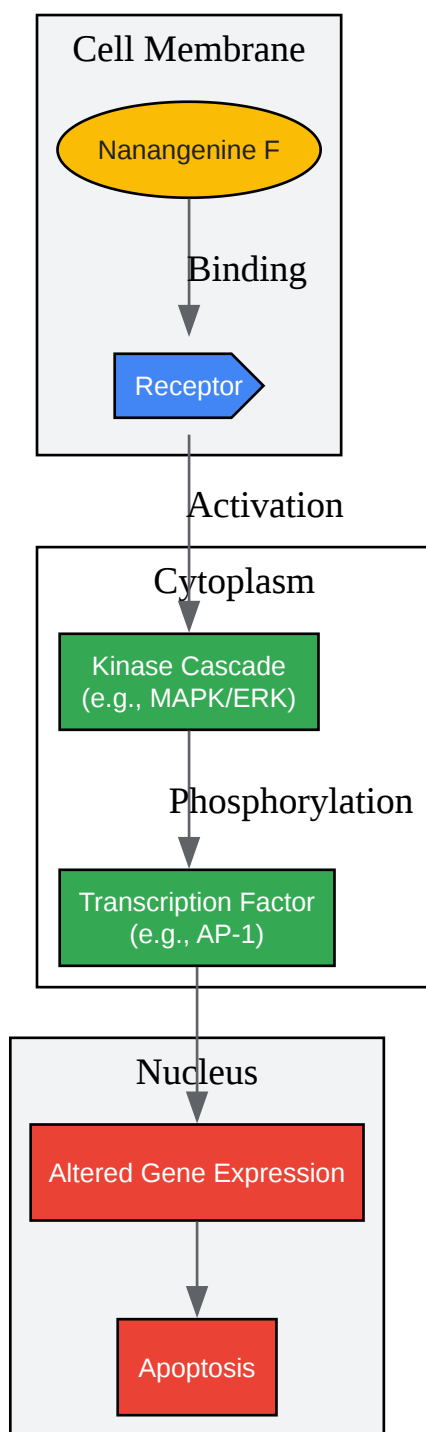 Cell Membrane
Nanangenine F
Binding
Receptor
Activation
Cytoplasm
Kinase Cascade
(e.g., MAPK/ERK)
Phosphorylation
Transcription Factor
(e.g., AP-1)
Nucleus
Altered Gene Expression
Apoptosis